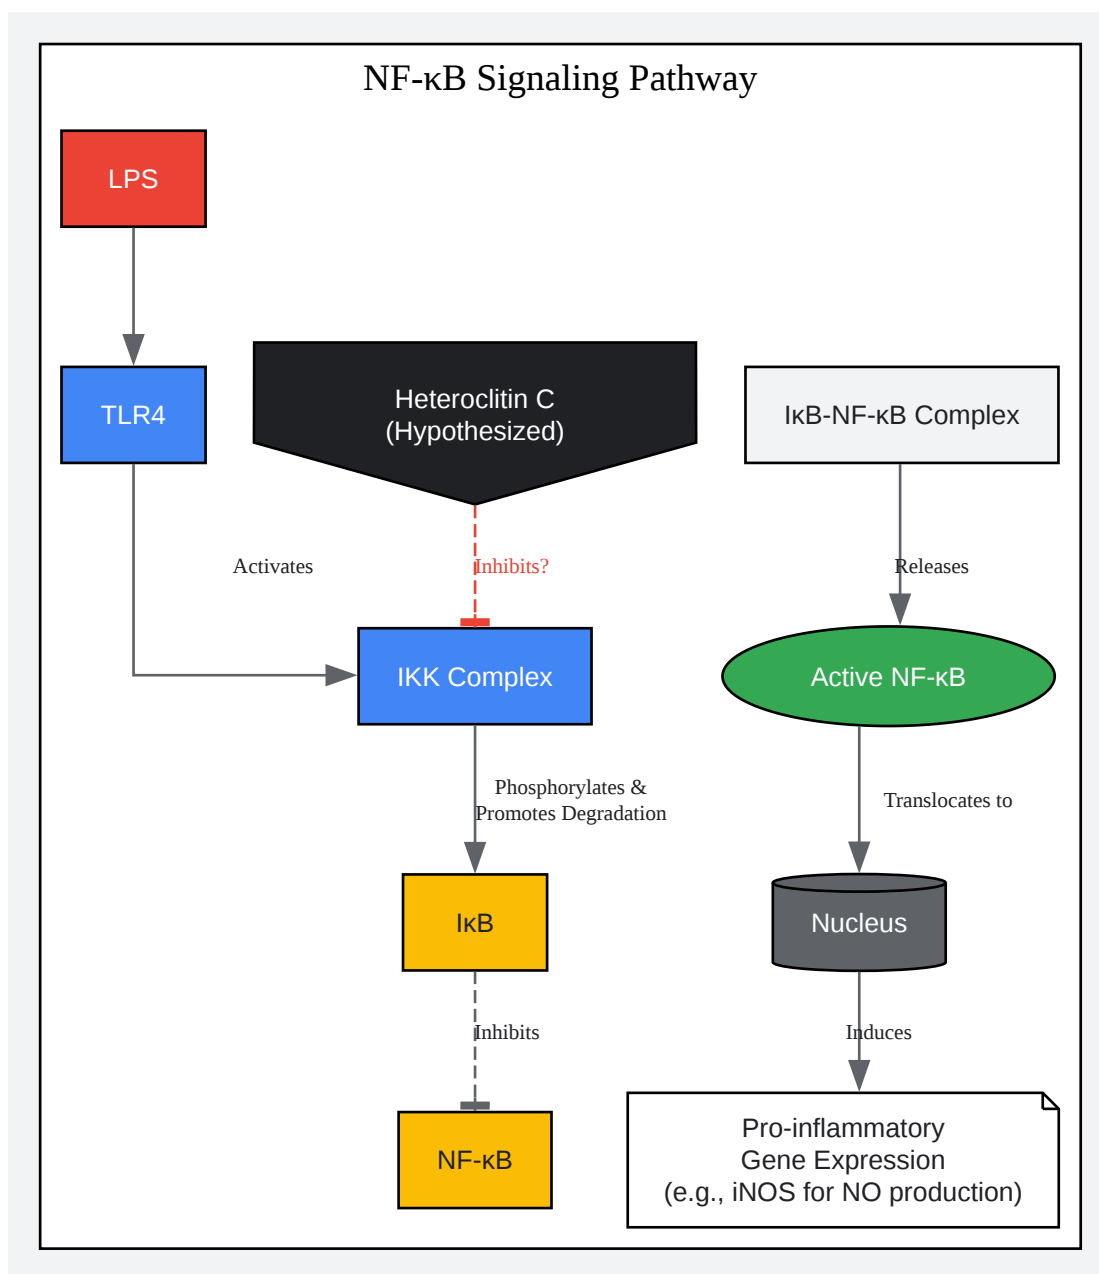 NF-κB Signaling Pathway
LPS
TLR4
Heteroclitin C
(Hypothesized)
IκB-NF-κB Complex
Activates
Inhibits?
Releases
IKK Complex
Active NF-κB
Phosphorylates &
Promotes Degradation
Translocates to
IκB
Nucleus
Inhibits
Induces
NF-κB
Pro-inflammatory
Gene Expression
(e.g., iNOS for NO production)